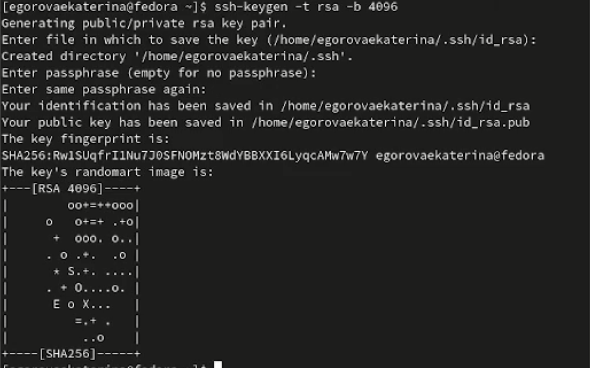 [egorovaekaterina@fedora ~]$ ssh-keygen -t rsa -b 4096
Generating public/private rsa key pair.
Enter file in which to save the key (/home/egorovaekaterina/.ssh/id_rsa):
Created directory '/home/egorovaekaterina/.ssh'.
Enter passphrase (empty for no passphrase):
Enter same passphrase again:
Your identification has been saved in /home/egorovaekaterina/.ssh/id_rsa
Your public key has been saved in /home/egorovaekaterina/.ssh/id_rsa.pub
The key fingerprint is:
SHA256:RwlSUqfrI1Nu7J0SFNOMzt8WdYBBXXI6LyqcAMw7w7Y egorovaekaterina@fedora
The key's randomart image is:
+---[RSA 4096]----+
|        oo+=++ooo|
|     o   o+=+ .+o|
|      +  ooo. o..|
|     . o .+.  .o |
|      * S.+. ....|
|     . + O....o. |
|      E o X...   |
|         =.+ .   |
|          ..o    |
+----[SHA256]-----+